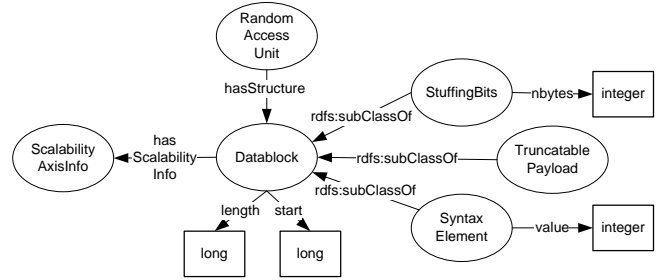 Random
Access
Unit
hasStructure
StuffingBits
nbytes
integer
rdfs:subClassOf
has
Scalability
Info
Scalability
AxisInfo
Datablock
rdfs:subClassOf
Truncatable
Payload
rdfs:subClassOf
length
start
Syntax
Element
value
integer
long
long